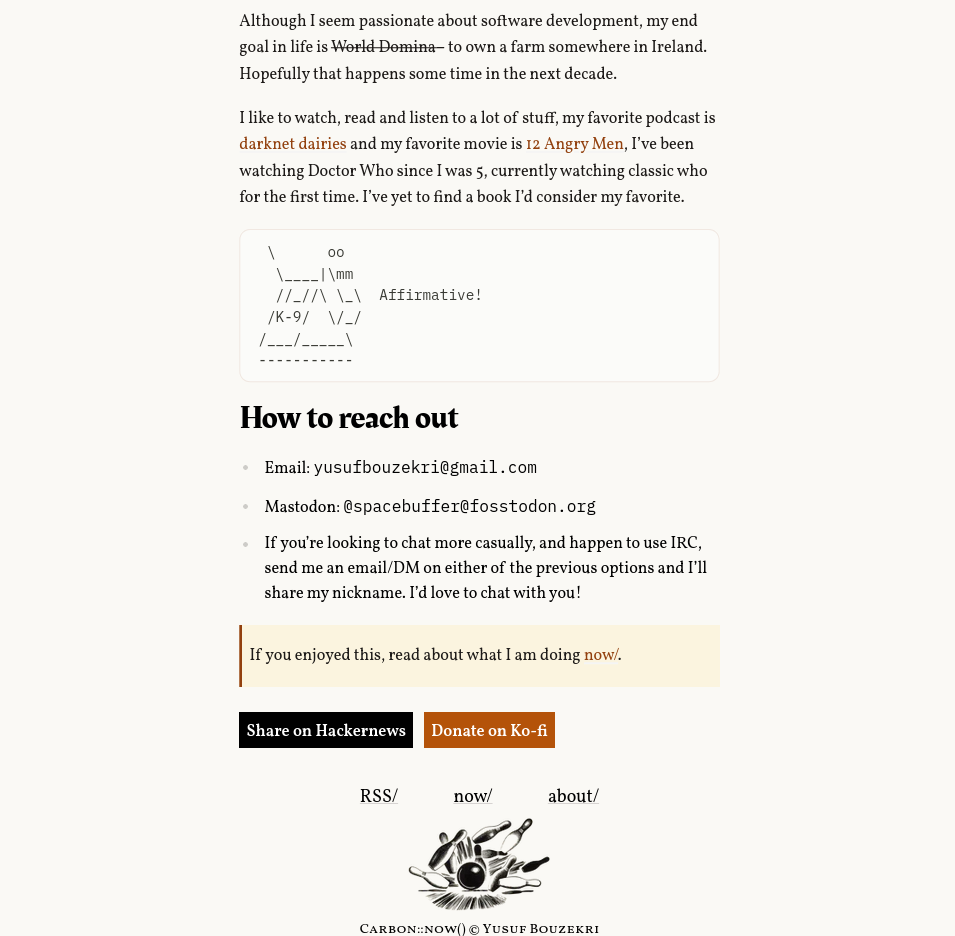 Although I seem passionate about software development, my end
goal in life is World Domina– to own a farm somewhere in Ireland.
Hopefully that happens some time in the next decade.
I like to watch, read and listen to a lot of stuff, my favorite podcast is
darknet dairies and my favorite movie is 12 Angry Men, I’ve been
watching Doctor Who since I was 5, currently watching classic who
for the first time. I’ve yet to find a book I’d consider my favorite.
 \      oo
  \____|\mm
  //_//\ \_\  Affirmative!
 /K-9/  \/_/
/___/_____\
-----------
How to reach out
Email: yusufbouzekri@gmail.com
Mastodon: @spacebuffer@fosstodon.org
If you’re looking to chat more casually, and happen to use IRC,
send me an email/DM on either of the previous options and I’ll
share my nickname. I’d love to chat with you!
If you enjoyed this, read about what I am doing now/.
Share on Hackernews Donate on Ko-fi
RSS/ now/ about/
Carbon::now() © Yusuf Bouzekri